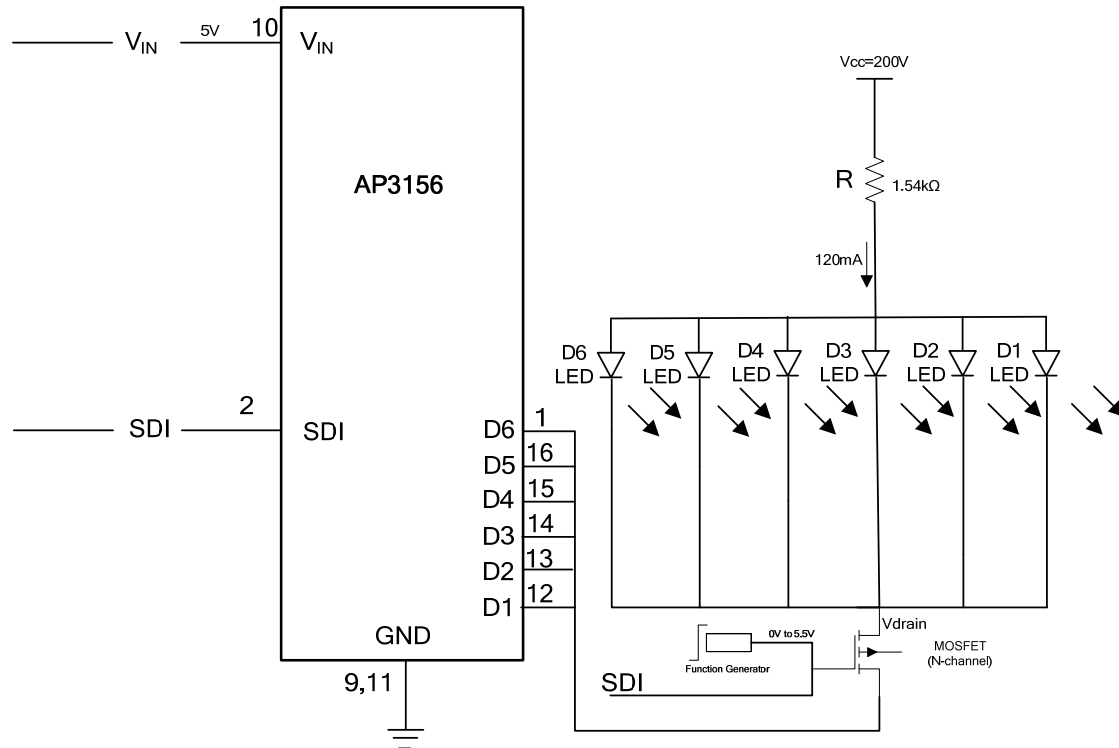 VIN 5V 10 VIN
AP3156
SDI 2 SDI
D6 1
D5 16
D4 15
D3 14
D2 13
D1 12
GND
9,11
Vcc=200V
R 1.54kΩ
120mA
D6 LED
D5 LED
D4 LED
D3 LED
D2 LED
D1 LED
Vdrain
MOSFET
(N-channel)
0V to 5.5V
Function Generator
SDI